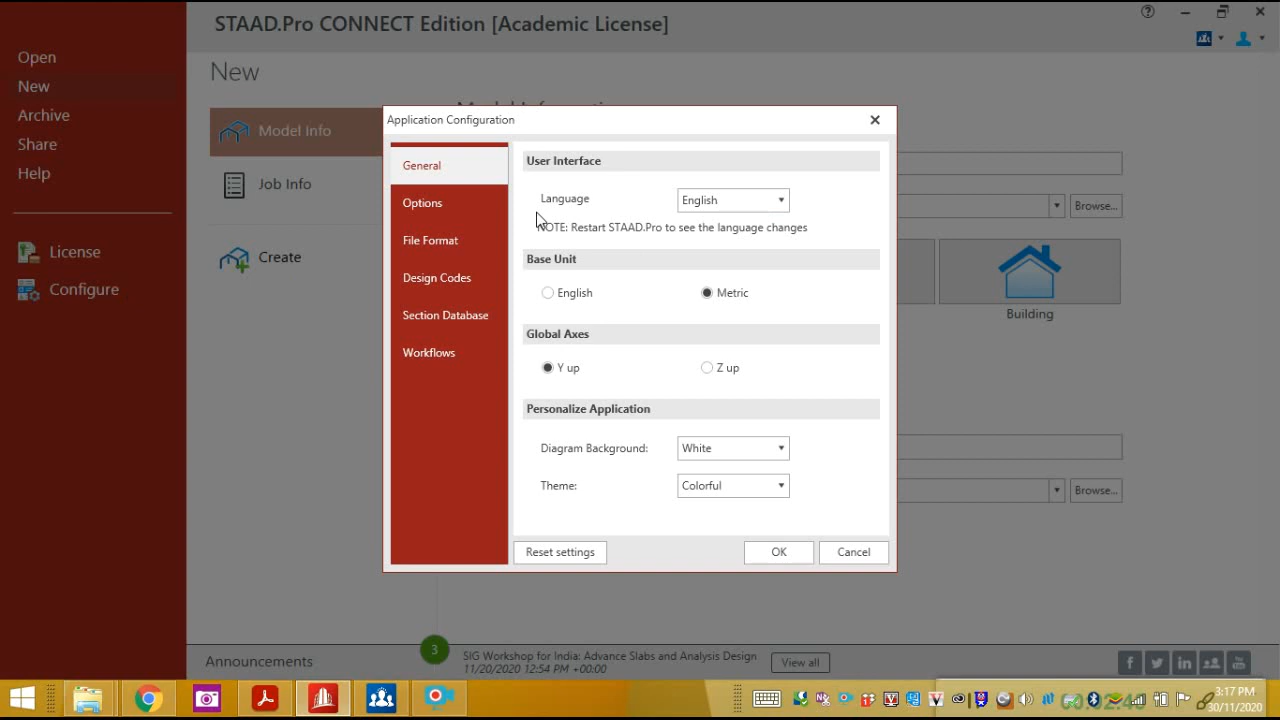 STAAD.Pro CONNECT Edition [Academic License]
Open
New
Archive
Share
Help
License
Configure
New
Model Info
Job Info
Create
Application Configuration
General
Options
File Format
Design Codes
Section Database
Workflows
User Interface
Language
English
NOTE: Restart STAAD.Pro to see the language changes
Base Unit
English
Metric
Global Axes
Y up
Z up
Personalize Application
Diagram Background:
White
Theme:
Colorful
Reset settings
OK
Cancel
Browse...
Building
Browse...
Announcements
3
SIG Workshop for India: Advance Slabs and Analysis Design
11/20/2020 12:54 PM +00:00
View all
3:17 PM
30/11/2020